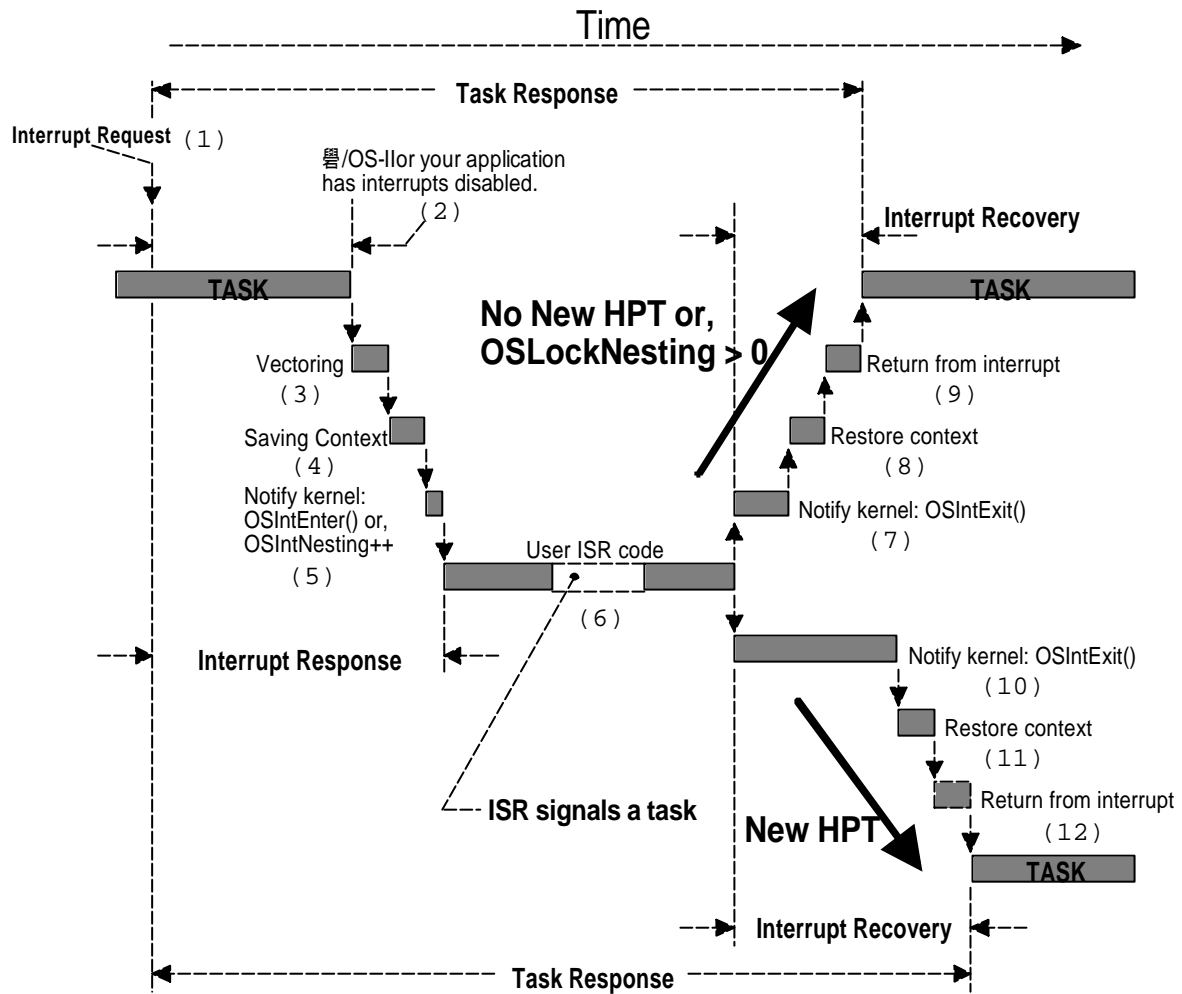 Time
Task Response
Interrupt Request (1)
礐/OS-IIor your application
has interrupts disabled.
(2)
Interrupt Recovery
TASK
TASK
No New HPT or,
OSLockNesting > 0
Vectoring
(3)
Return from interrupt
(9)
Saving Context
(4)
Restore context
(8)
Notify kernel:
OSIntEnter() or,
OSIntNesting++
(5)
Notify kernel: OSIntExit()
(7)
User ISR code
(6)
Interrupt Response
Notify kernel: OSIntExit()
(10)
Restore context
(11)
ISR signals a task
Return from interrupt
(12)
New HPT
TASK
Interrupt Recovery
Task Response